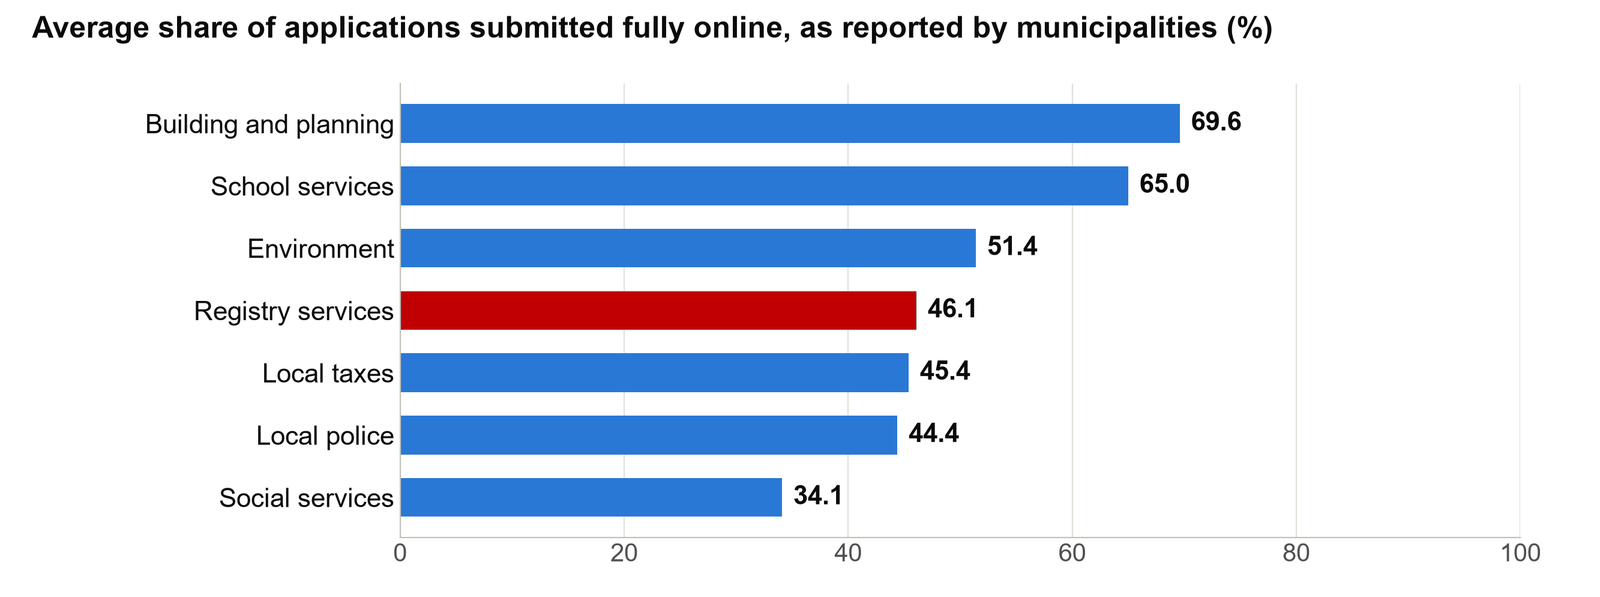 Average share of applications submitted fully online, as reported by municipalities (%)
Building and planning 69.6
School services 65.0
Environment 51.4
Registry services 46.1
Local taxes 45.4
Local police 44.4
Social services 34.1
0 20 40 60 80 100